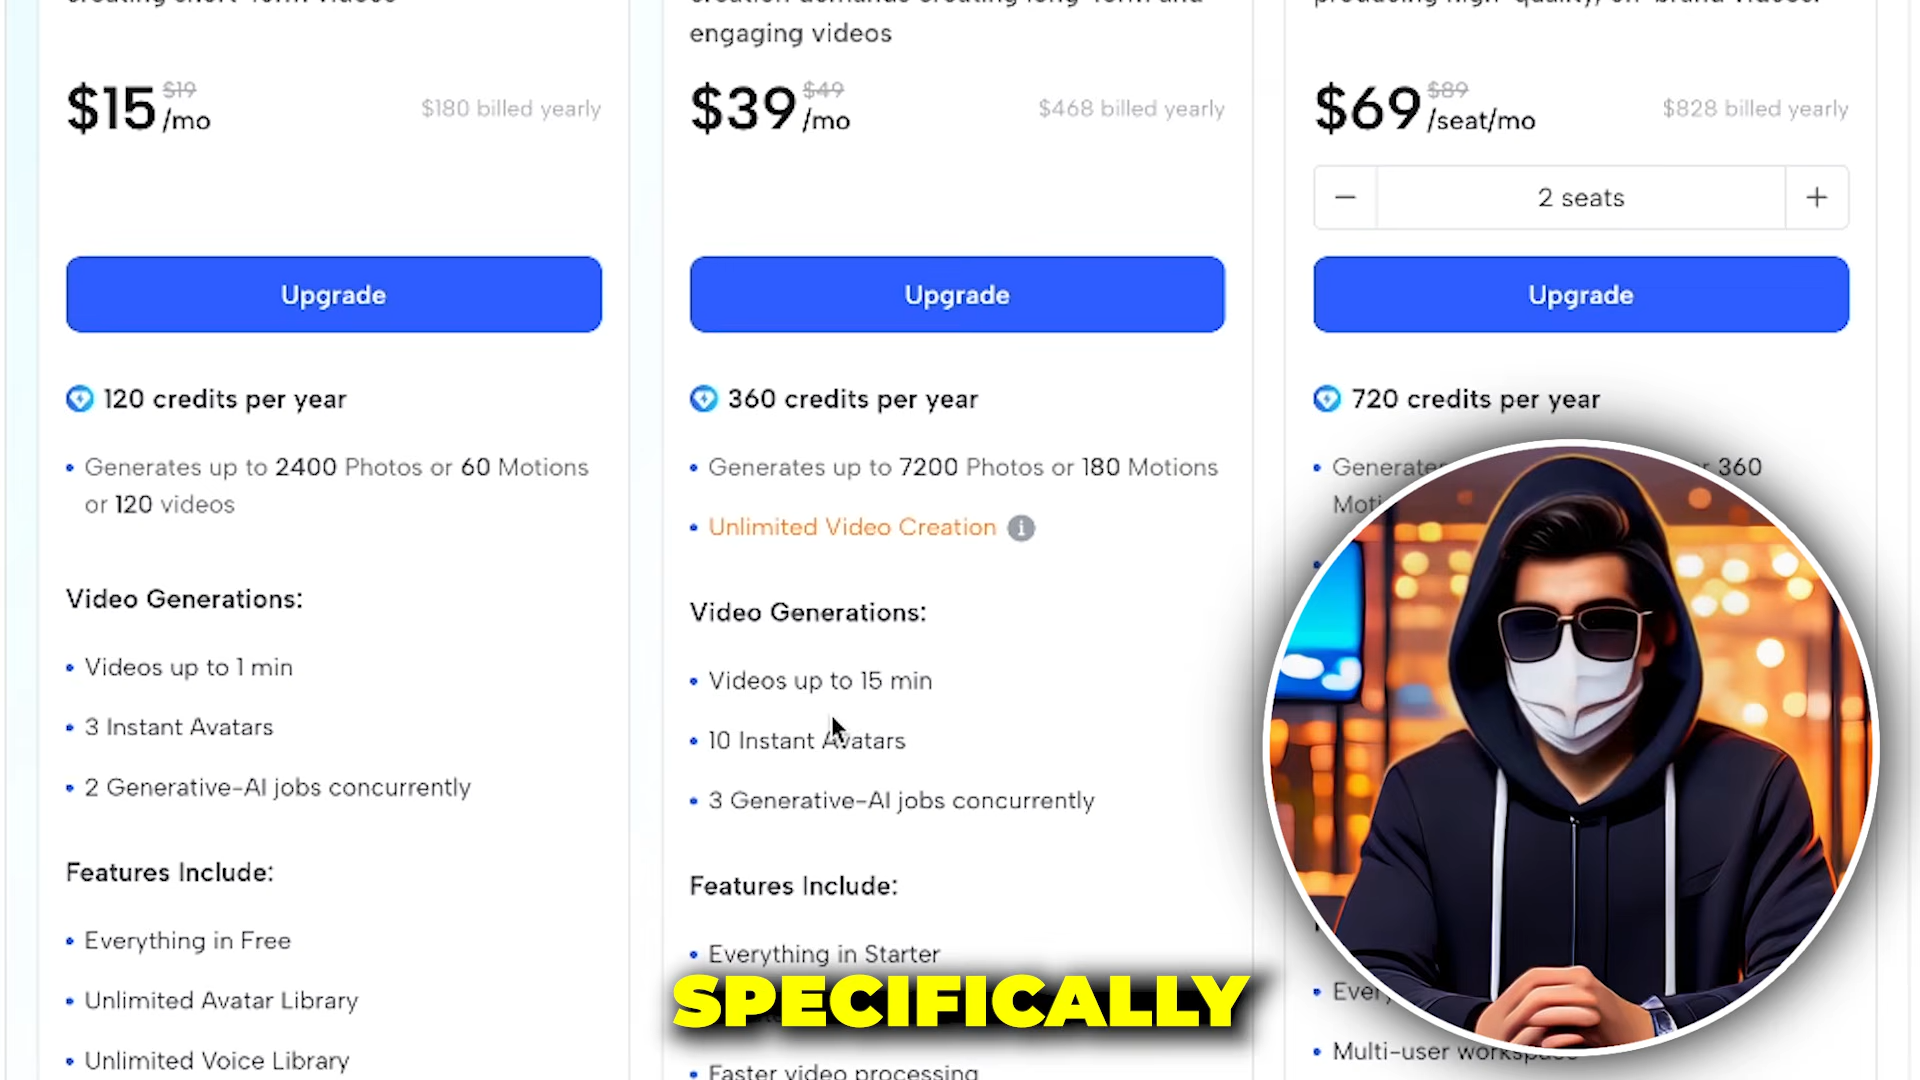 engaging videos
$15 $19 /mo $180 billed yearly
Upgrade
120 credits per year
• Generates up to 2400 Photos or 60 Motions
or 120 videos
Video Generations:
• Videos up to 1 min
• 3 Instant Avatars
• 2 Generative-AI jobs concurrently
Features Include:
• Everything in Free
• Unlimited Avatar Library
• Unlimited Voice Library
$39 $49 /mo $468 billed yearly
Upgrade
360 credits per year
• Generates up to 7200 Photos or 180 Motions
• Unlimited Video Creation
Video Generations:
• Videos up to 15 min
• 10 Instant Avatars
• 3 Generative-AI jobs concurrently
Features Include:
• Everything in Starter
• Faster video processing
$69 $89 /seat/mo $828 billed yearly
− 2 seats +
Upgrade
720 credits per year
360
• Multi-user workspace
SPECIFICALLY